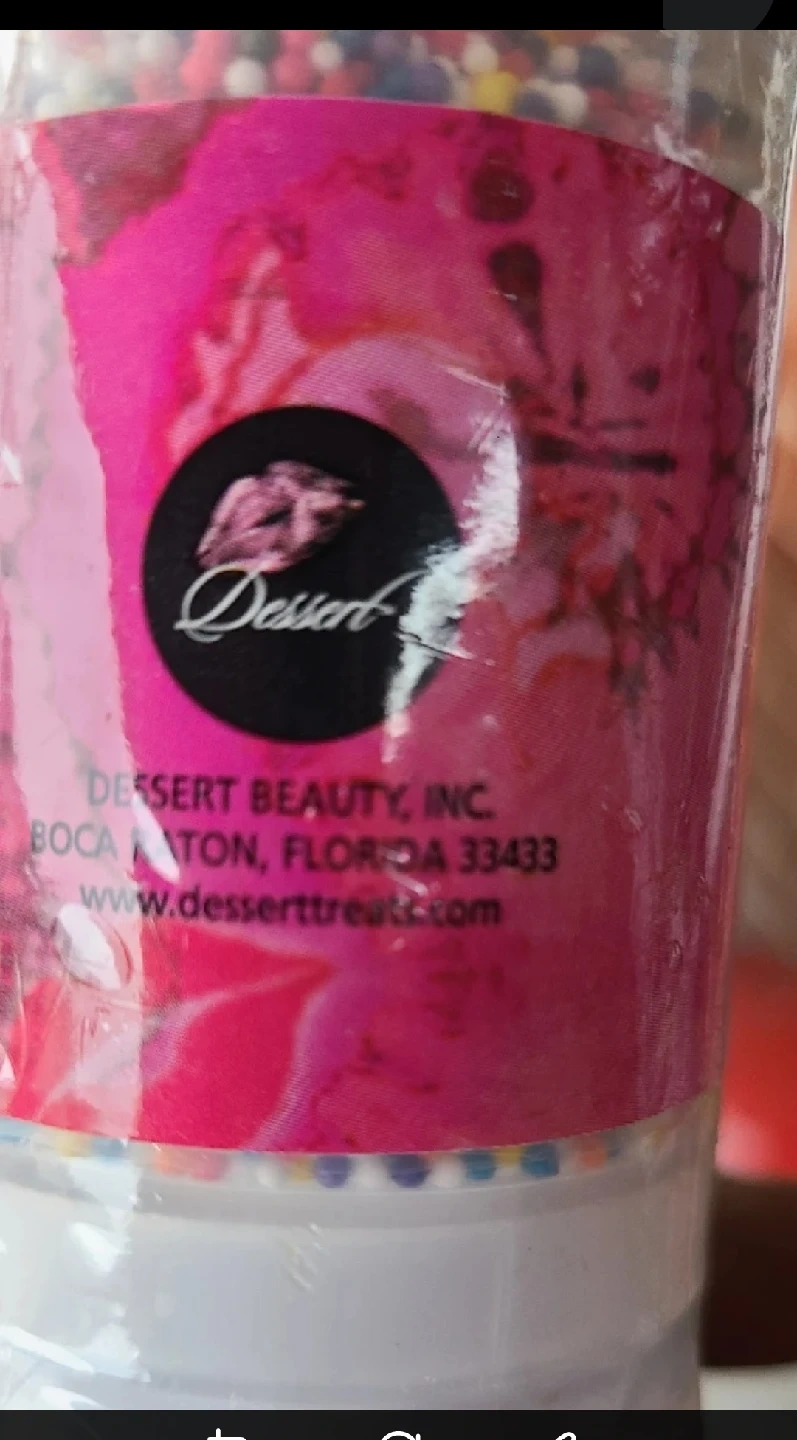 Dessert
DESSERT BEAUTY, INC.
BOCA RATON, FLORIDA 33433
www.desserttreats.com